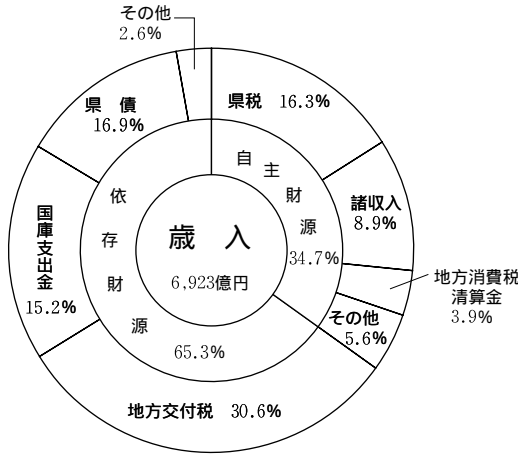 その他
2.6%
県税 16.3%
県 債
16.9%
自主財源
34.7%
諸収入
8.9%
依存財源
65.3%
歳 入
6,923億円
国庫支出金
15.2%
地方消費税
清算金
3.9%
その他
5.6%
地方交付税 30.6%